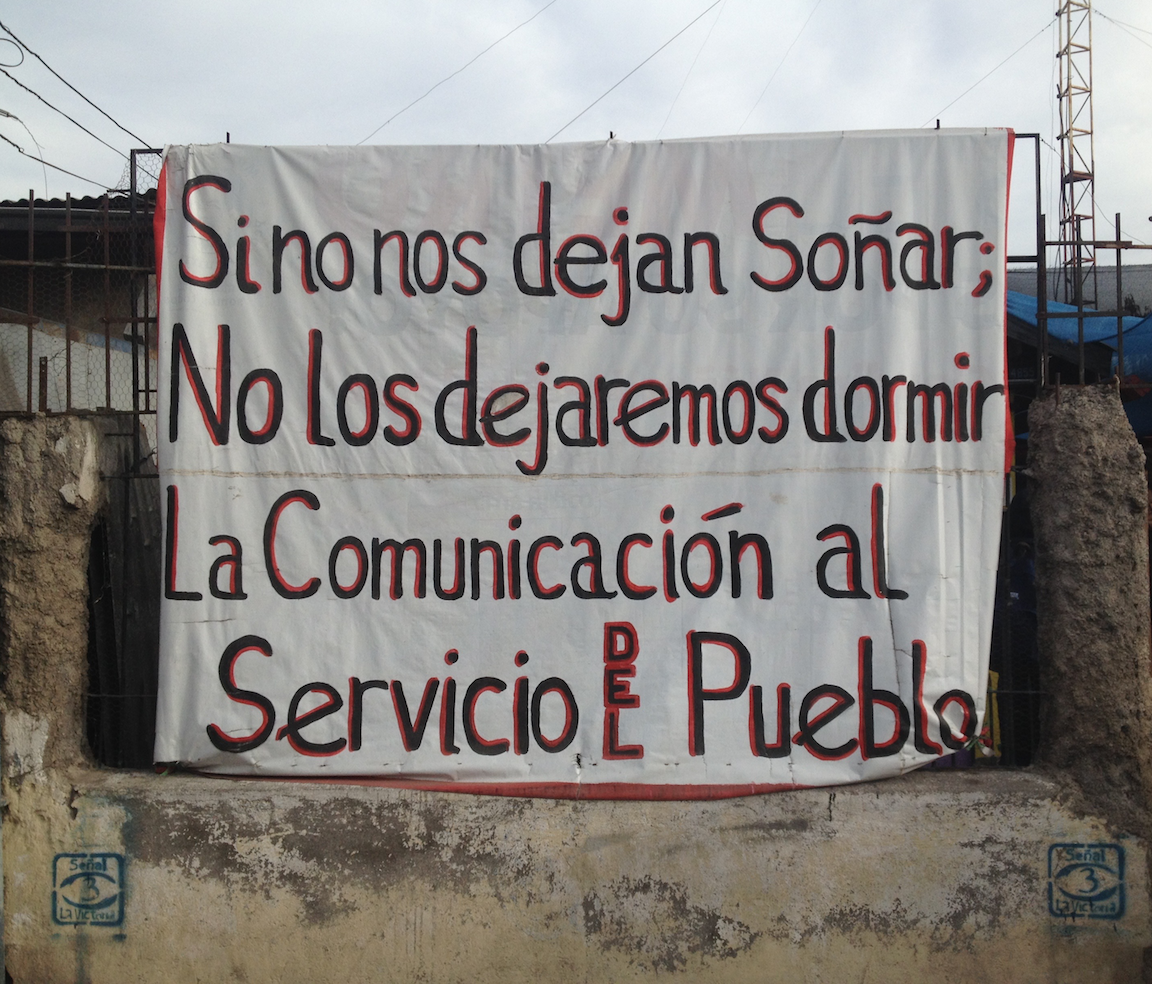 Si no nos dejan Soñar;
No los dejaremos dormir
La Comunicación al
Servicio DEL Pueblo
Señal
3
La Victoria
Señal
3
La Victoria